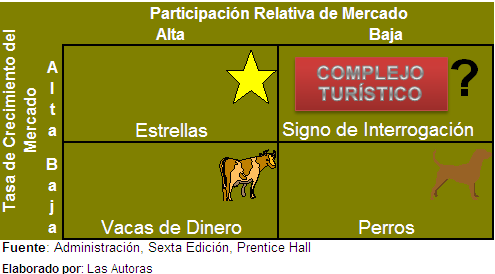 Participación Relativa de Mercado
Alta
Baja
Tasa de Crecimiento del
Mercado
Alta
COMPLEJO
TURÍSTICO
?
Estrellas
Signo de Interrogación
Baja
Vacas de Dinero
Perros
Fuente: Administración, Sexta Edición, Prentice Hall
Elaborado por: Las Autoras